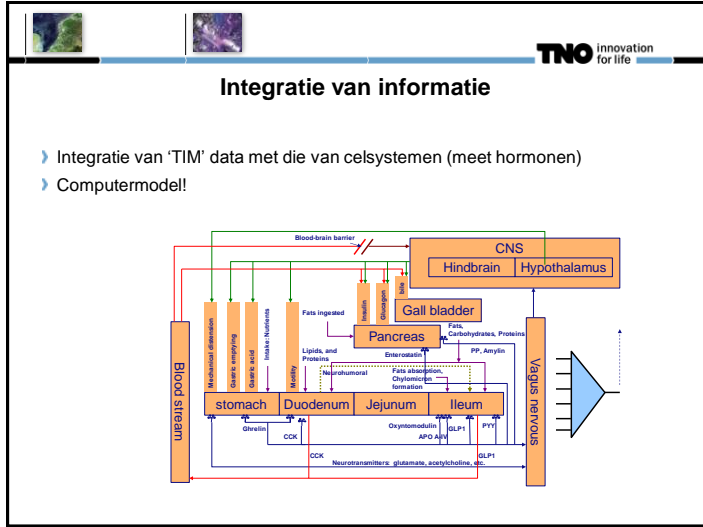 TNO innovation
for life
Integratie van informatie
Integratie van 'TIM' data met die van celsystemen (meet hormonen)
Computermodel!
Blood-brain barrier
CNS
Hindbrain
Hypothalamus
Insulin
Glucagon
bile
Gall bladder
Mechanical distension
Gastric emptying
Gastric acid
Intake: Nutrients
Motility
Fats ingested
Pancreas
Fats,
Carbohydrates, Proteins
Enterostatin
PP, Amylin
Lipids, and
Proteins
Neurohumoral
Fats absorption,
Chylomicron
formation
Blood stream
Vagus nervous
stomach
Duodenum
Jejunum
Ileum
Ghrelin
CCK
Oxyntomodulin
APO A-IV
GLP1
PYY
CCK
GLP1
Neurotransmitters: glutamate, acetylcholine, etc.